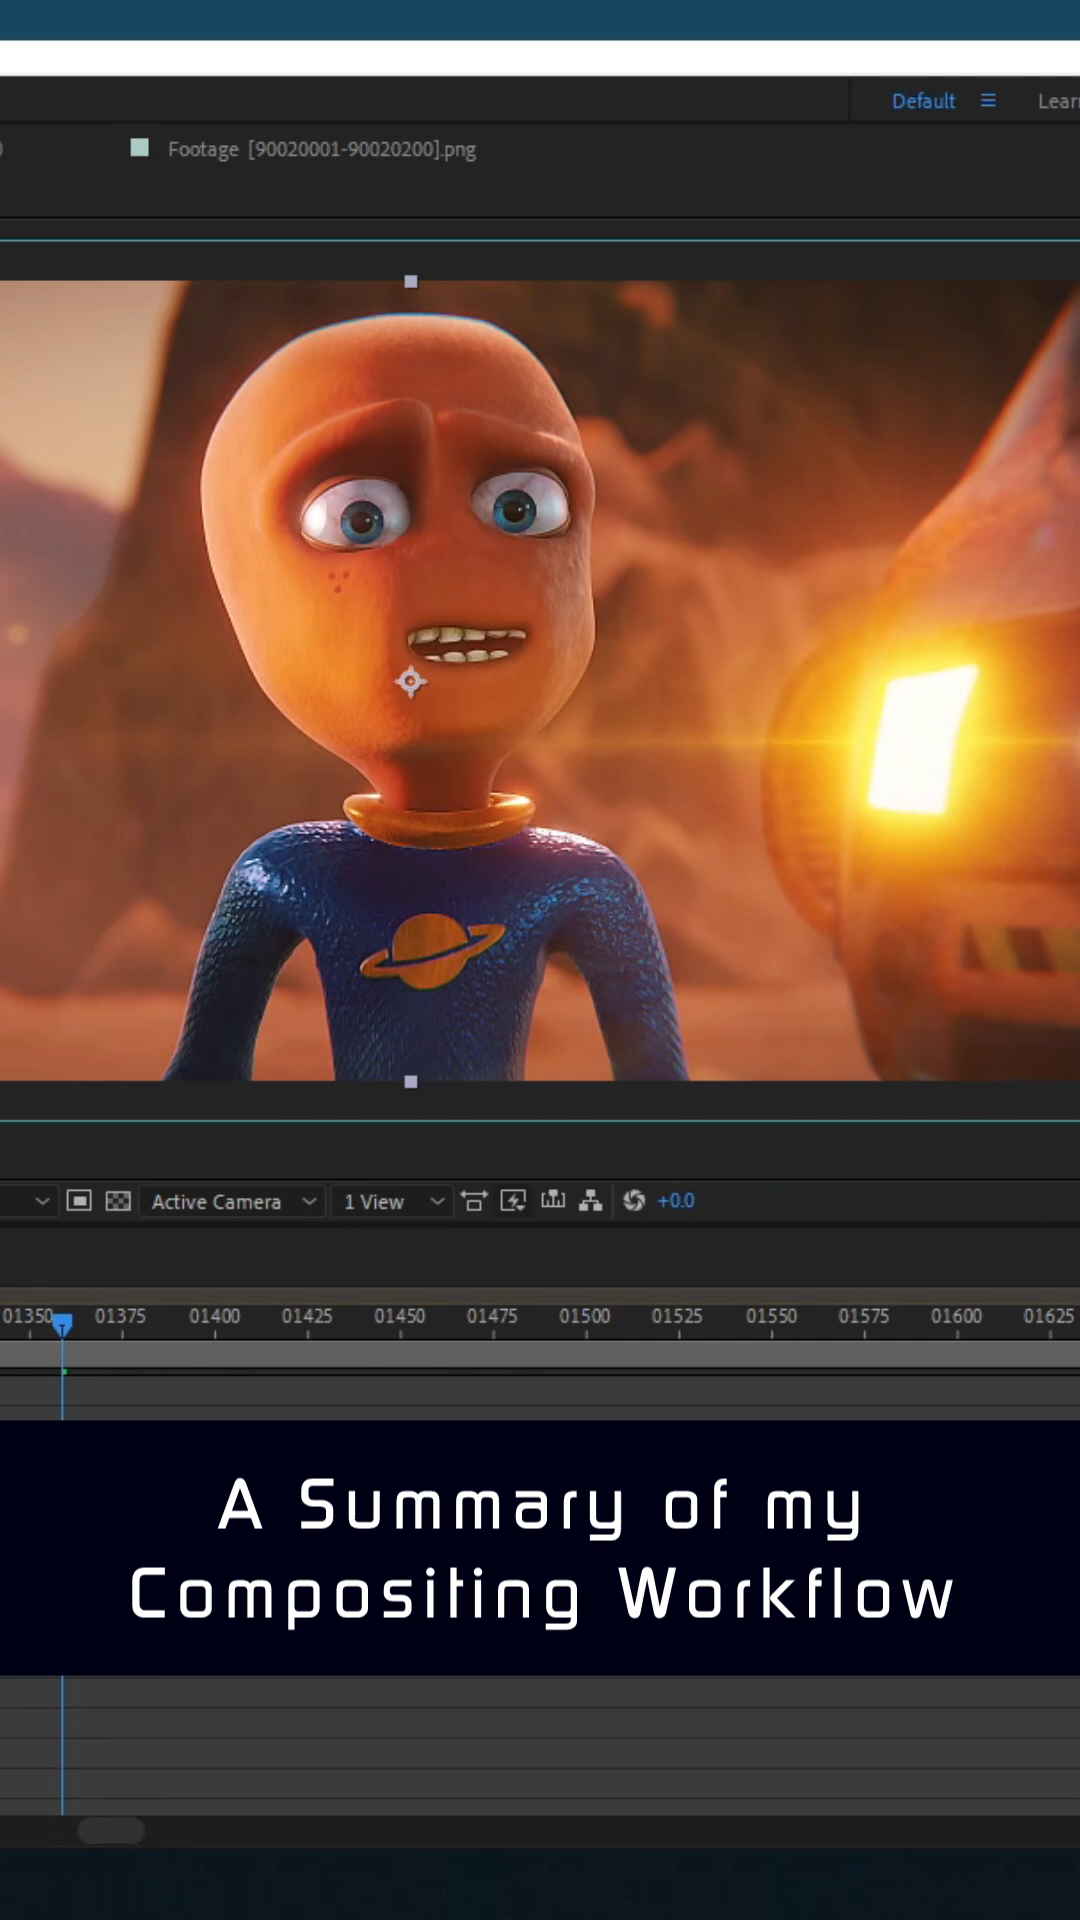 Default
Lear
Footage [90020001-90020200].png
Active Camera
1 View
+0.0
01350 01375 01400 01425 01450 01475 01500 01525 01550 01575 01600 01625
A Summary of my
Compositing Workflow